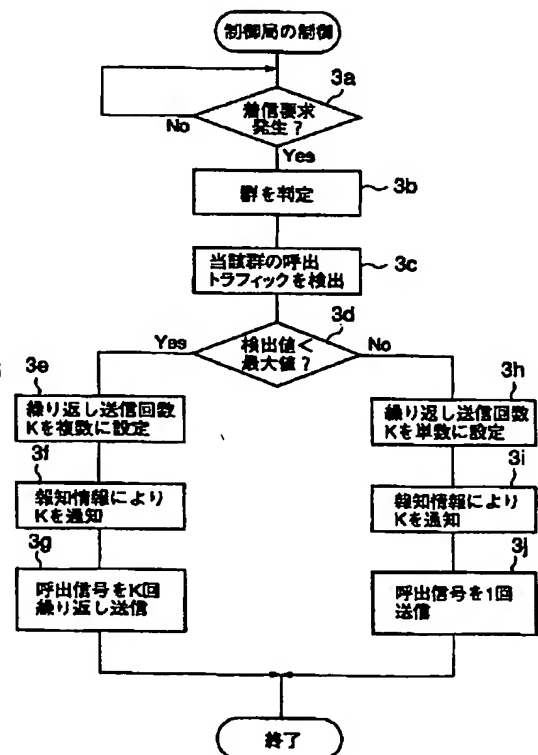 制御局の制御
3a
着信要求
発生?
No
Yes
3b
群を判定
3c
当該群の呼出
トラフィックを検出
3d
検出値<
最大値?
Yes
No
3e
繰り返し送信回数
Kを複数に設定
3h
繰り返し送信回数
Kを単数に設定
3f
報知情報により
Kを通知
3i
報知情報により
Kを通知
3g
呼出信号をK回
繰り返し送信
3j
呼出信号を1回
送信
終了